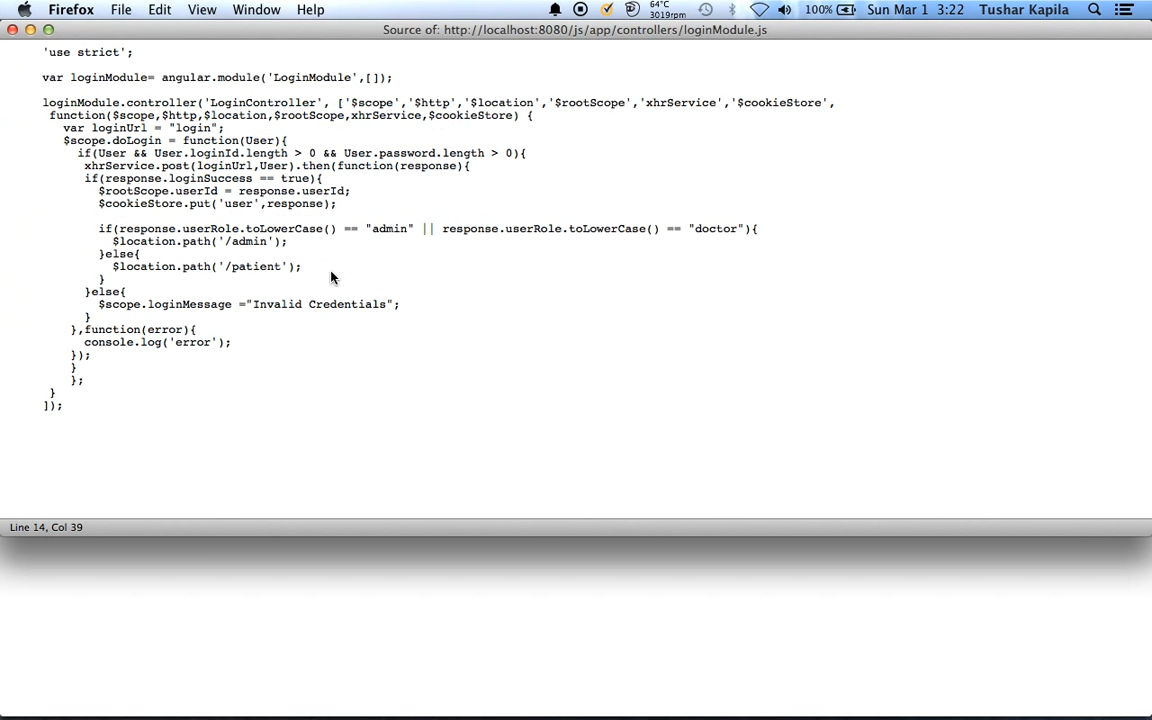 Firefox File Edit View Window Help 64°C 3019rpm 100% Sun Mar 1 3:22 Tushar Kapila
Source of: http://localhost:8080/js/app/controllers/loginModule.js
'use strict';
var loginModule= angular.module('LoginModule',[]);
loginModule.controller('LoginController', ['$scope','$http','$location','$rootScope','xhrService','$cookieStore',
function($scope,$http,$location,$rootScope,xhrService,$cookieStore) {
var loginUrl = "login";
$scope.doLogin = function(User){
if(User && User.loginId.length > 0 && User.password.length > 0){
xhrService.post(loginUrl,User).then(function(response){
if(response.loginSuccess == true){
$rootScope.userId = response.userId;
$cookieStore.put('user',response);
if(response.userRole.toLowerCase() == "admin" || response.userRole.toLowerCase() == "doctor"){
$location.path('/admin');
}else{
$location.path('/patient');
}
}else{
$scope.loginMessage ="Invalid Credentials";
}
},function(error){
console.log('error');
});
}
};
}
]);
Line 14, Col 39